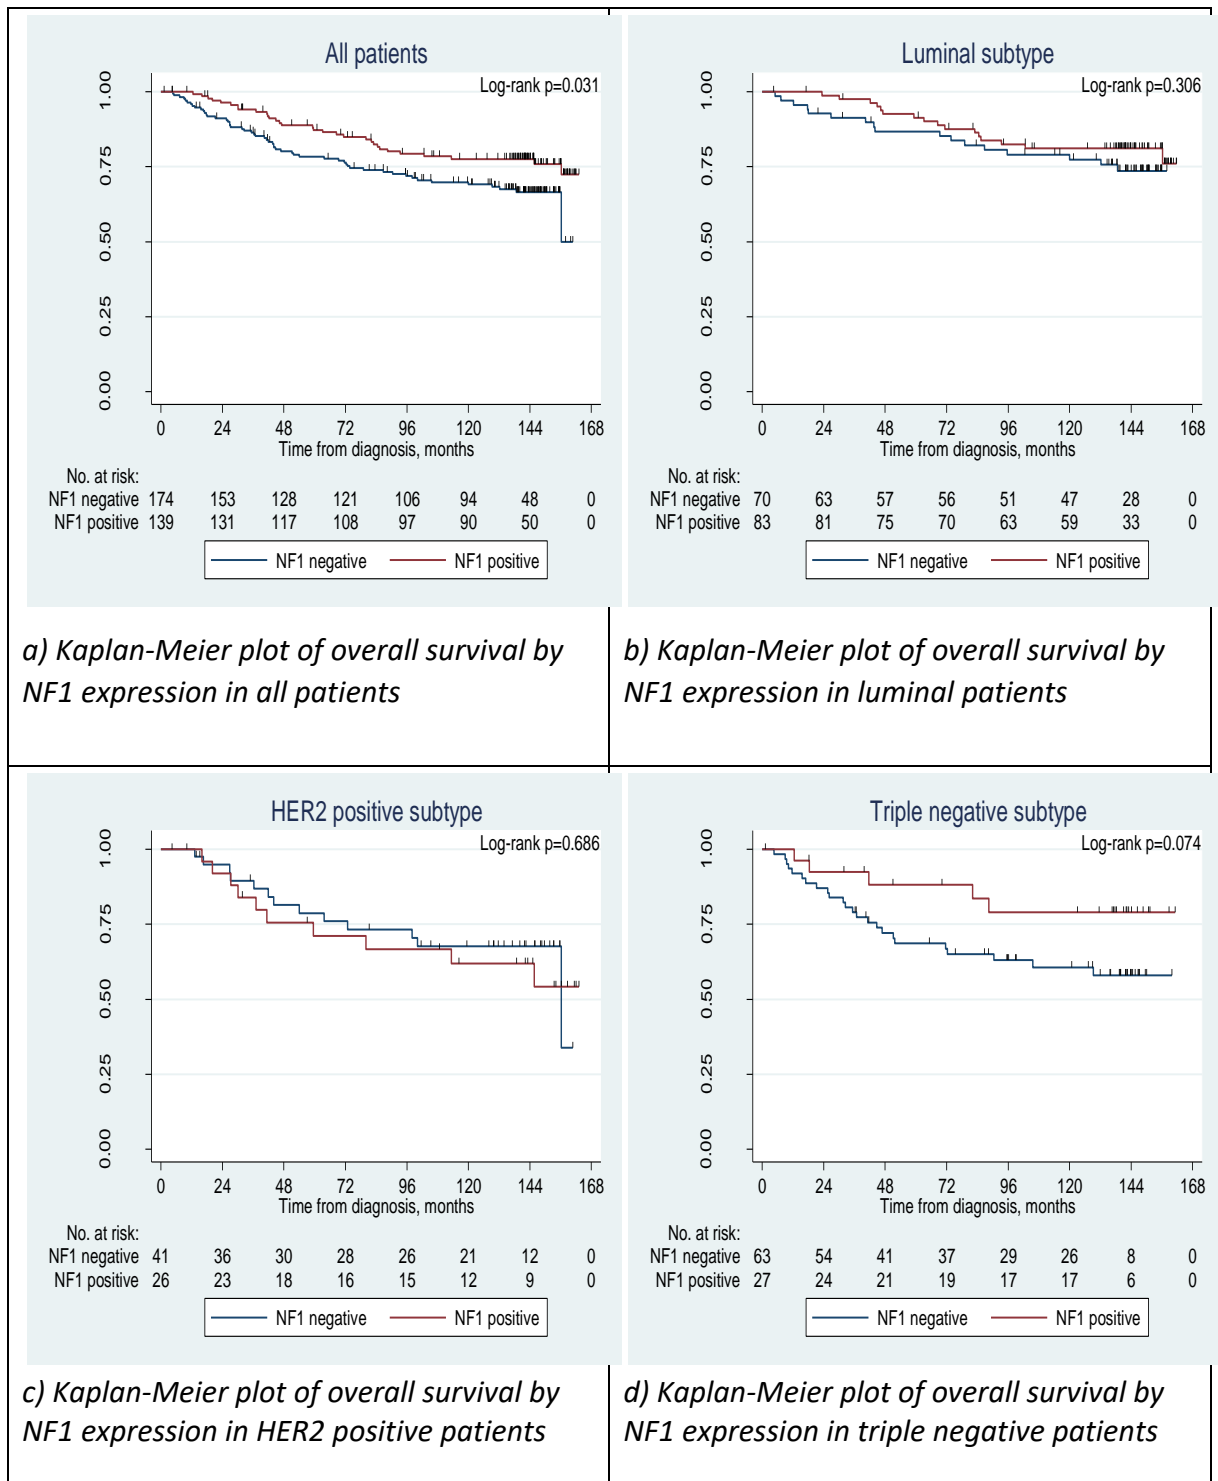 All patients
Log-rank p=0.031
1.00
0.75
0.50
0.25
0.00
0 24 48 72 96 120 144 168
Time from diagnosis, months
No. at risk:
NF1 negative 174 153 128 121 106 94 48 0
NF1 positive 139 131 117 108 97 90 50 0
NF1 negative NF1 positive
a) Kaplan-Meier plot of overall survival by
NF1 expression in all patients
Luminal subtype
Log-rank p=0.306
1.00
0.75
0.50
0.25
0.00
0 24 48 72 96 120 144 168
Time from diagnosis, months
No. at risk:
NF1 negative 70 63 57 56 51 47 28 0
NF1 positive 83 81 75 70 63 59 33 0
NF1 negative NF1 positive
b) Kaplan-Meier plot of overall survival by
NF1 expression in luminal patients
HER2 positive subtype
Log-rank p=0.686
1.00
0.75
0.50
0.25
0.00
0 24 48 72 96 120 144 168
Time from diagnosis, months
No. at risk:
NF1 negative 41 36 30 28 26 21 12 0
NF1 positive 26 23 18 16 15 12 9 0
NF1 negative NF1 positive
c) Kaplan-Meier plot of overall survival by
NF1 expression in HER2 positive patients
Triple negative subtype
Log-rank p=0.074
1.00
0.75
0.50
0.25
0.00
0 24 48 72 96 120 144 168
Time from diagnosis, months
No. at risk:
NF1 negative 63 54 41 37 29 26 8 0
NF1 positive 27 24 21 19 17 17 6 0
NF1 negative NF1 positive
d) Kaplan-Meier plot of overall survival by
NF1 expression in triple negative patients